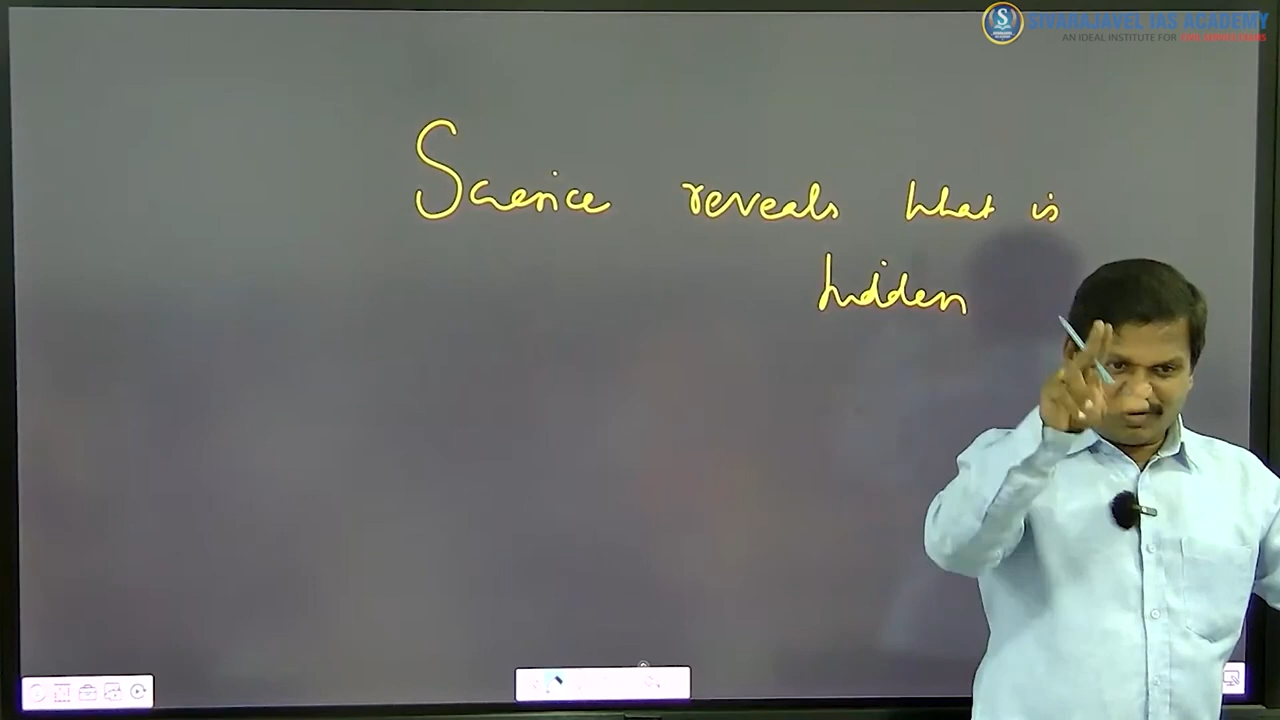 SIVARAJAVEL IAS ACADEMY
AN IDEAL INSTITUTE FOR
Science reveals what is
hidden